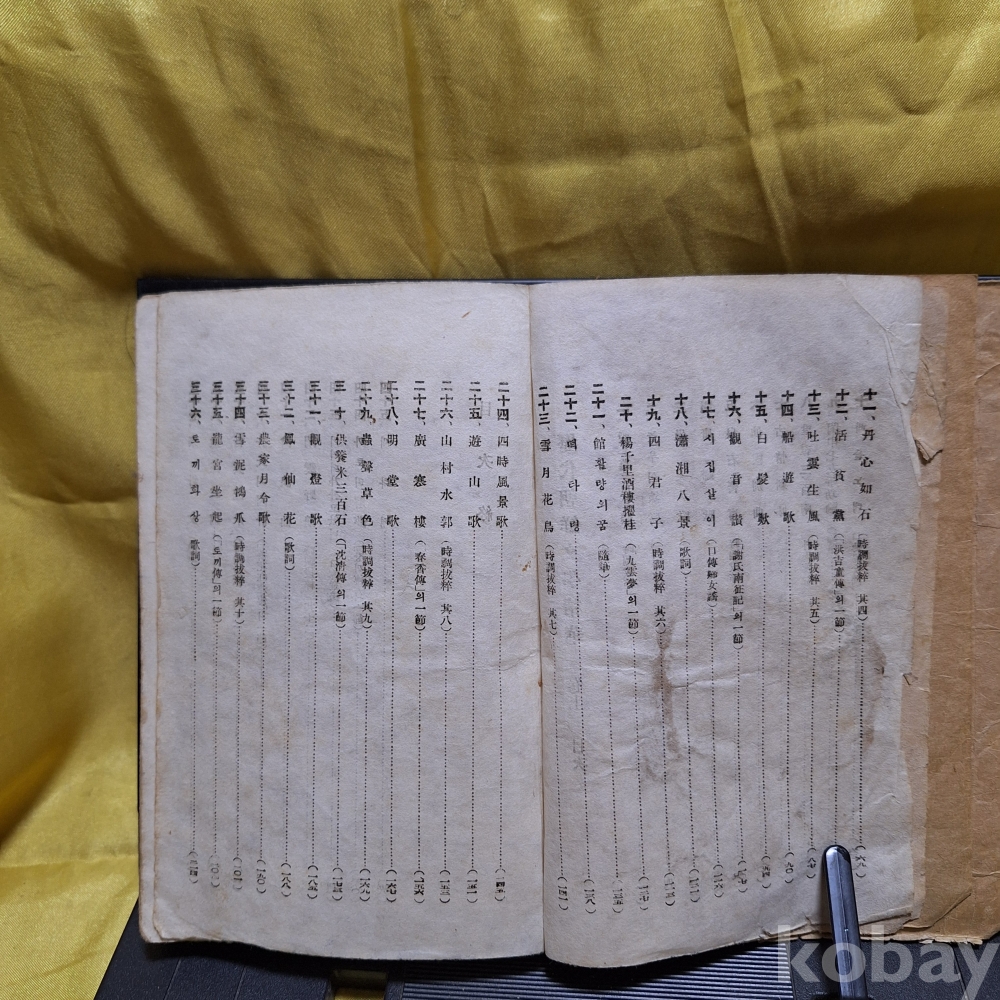 十一、丹心如石(時調拔粹 其四)
十二、活貧黨(「洪吉童傳」의一節)
十三、吐雲生風(時調拔粹 其五)
十四、船遊歌
十五、白髮歎
十六、觀音讃(「謝氏南征記」의一節)
十七、시집살이(口傳婦女謠)
十八、瀟湘八景(歌詞)
十九、四君子(時調拔粹 其六)
二十、楊子里酒樓擢桂(「九雲夢」의一節)
二十一、館활량의꿈(隨筆)
二十二、떡타령
二十三、雪月花鳥(時調拔粹 其七)
二十四、四時風景歌
二十五、遊山歌
二十六、山村水郭(時調拔粹 其八)
二十七、廣寒樓(「春香傳」의一節)
二十八、明堂歌
二十九、蟲聲草色(時調拔粹 其九)
三十、供養米三百石(「沈淸傳」의一節)
三十一、觀燈歌
三十二、鳳仙花(歌詞)
三十三、農家月令歌
三十四、雪泥鴻爪(時調拔粹 其十)
三十五、龍宮坐起(「토끼傳」의一節)
三十六、토끼화상(歌詞)
kobay